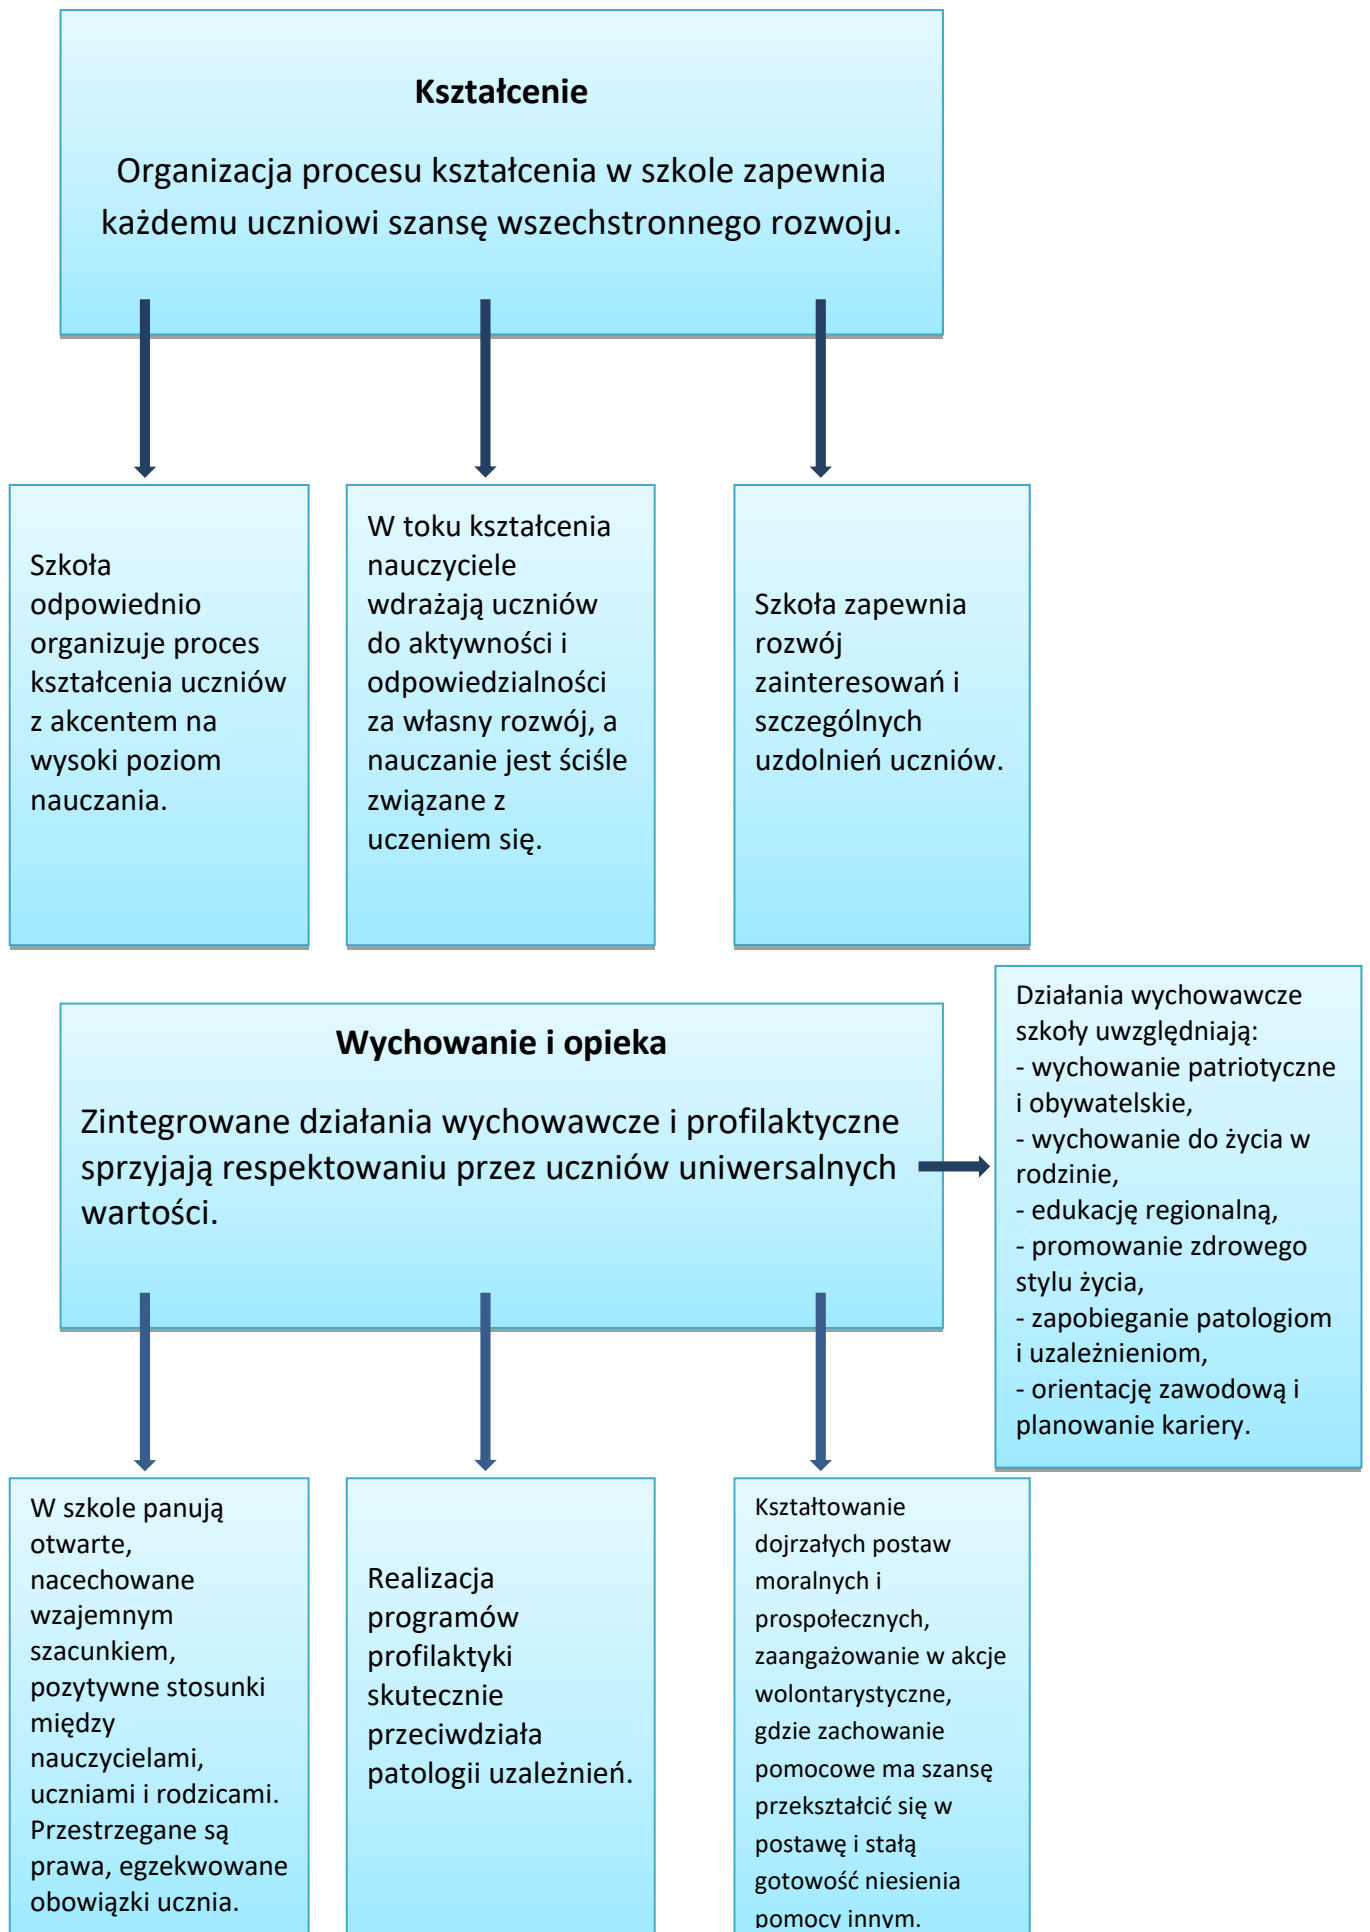 Kształcenie
Organizacja procesu kształcenia w szkole zapewnia
każdemu uczniowi szansę wszechstronnego rozwoju.
Szkoła
odpowiednio
organizuje proces
kształcenia uczniów
z akcentem na
wysoki poziom
nauczania.
W toku kształcenia
nauczyciele
wdrażają uczniów
do aktywności i
odpowiedzialności
za własny rozwój, a
nauczanie jest ściśle
związane z
uczeniem się.
Szkoła zapewnia
rozwój
zainteresowań i
szczególnych
uzdolnień uczniów.
Wychowanie i opieka
Zintegrowane działania wychowawcze i profilaktyczne
sprzyjają respektowaniu przez uczniów uniwersalnych
wartości.
Działania wychowawcze
szkoły uwzględniają:
- wychowanie patriotyczne
i obywatelskie,
- wychowanie do życia w
rodzinie,
- edukację regionalną,
- promowanie zdrowego
stylu życia,
- zapobieganie patologiom
i uzależnieniom,
- orientację zawodową i
planowanie kariery.
W szkole panują
otwarte,
nacechowane
wzajemnym
szacunkiem,
pozytywne stosunki
między
nauczycielami,
uczniami i rodzicami.
Przestrzegane są
prawa, egzekwowane
obowiązki ucznia.
Realizacja
programów
profilaktyki
skutecznie
przeciwdziała
patologii uzależnień.
Kształtowanie
dojrzałych postaw
moralnych i
prospołecznych,
zaangażowanie w akcje
wolontarystyczne,
gdzie zachowanie
pomocowe ma szansę
przekształcić się w
postawę i stałą
gotowość niesienia
pomocy innym.